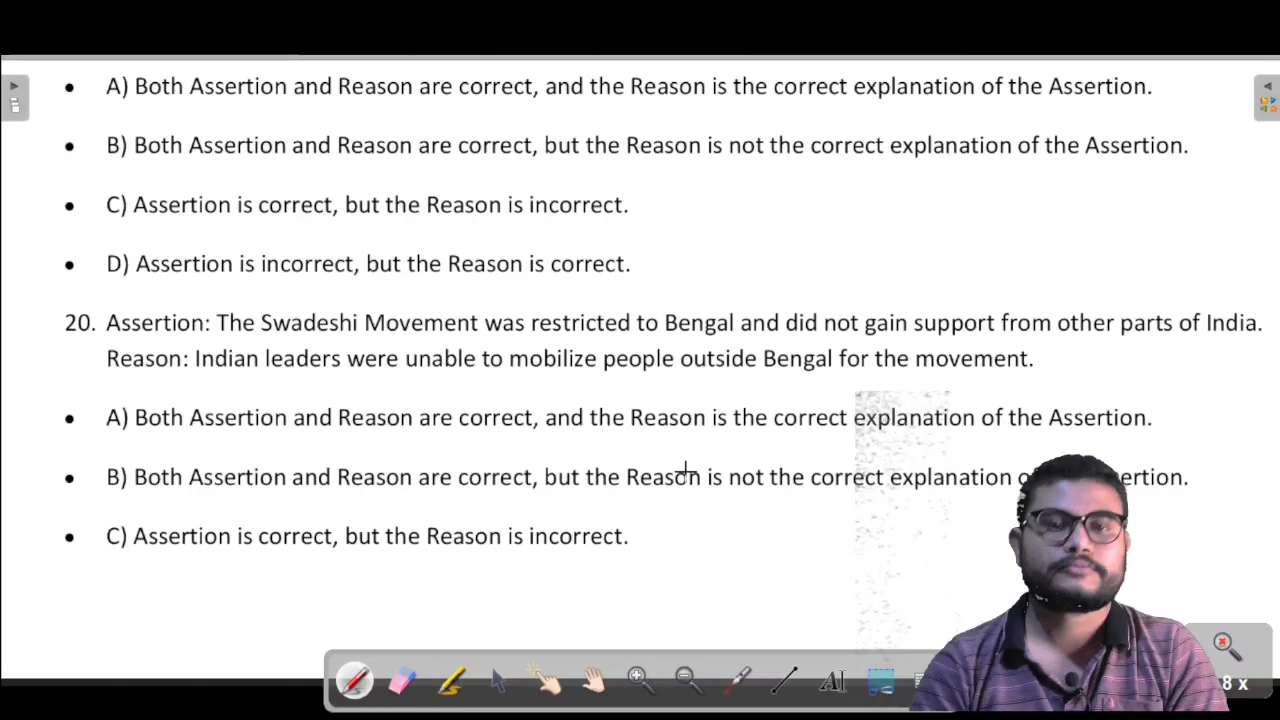 • A) Both Assertion and Reason are correct, and the Reason is the correct explanation of the Assertion.
• B) Both Assertion and Reason are correct, but the Reason is not the correct explanation of the Assertion.
• C) Assertion is correct, but the Reason is incorrect.
• D) Assertion is incorrect, but the Reason is correct.
20. Assertion: The Swadeshi Movement was restricted to Bengal and did not gain support from other parts of India.
Reason: Indian leaders were unable to mobilize people outside Bengal for the movement.
• A) Both Assertion and Reason are correct, and the Reason is the correct explanation of the Assertion.
• B) Both Assertion and Reason are correct, but the Reason is not the correct explanation ertion.
• C) Assertion is correct, but the Reason is incorrect.
AI
8 x